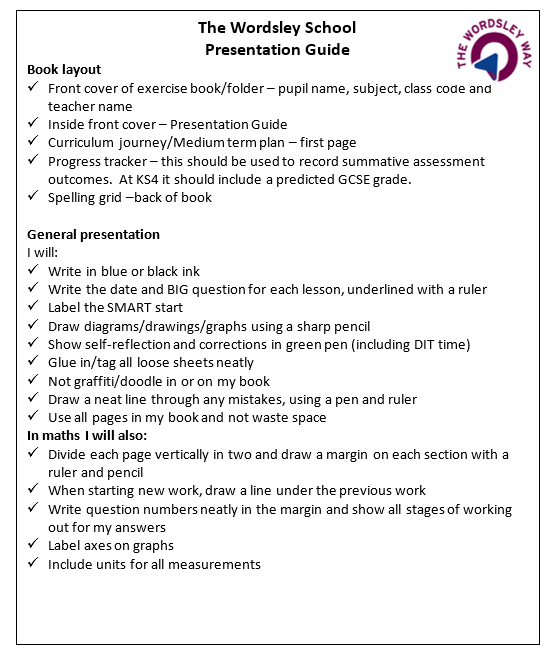 The Wordsley School
Presentation Guide
THE WORDSLEY WAY
Book layout
✓ Front cover of exercise book/folder – pupil name, subject, class code and
teacher name
✓ Inside front cover – Presentation Guide
✓ Curriculum journey/Medium term plan – first page
✓ Progress tracker – this should be used to record summative assessment
outcomes. At KS4 it should include a predicted GCSE grade.
✓ Spelling grid –back of book
General presentation
I will:
✓ Write in blue or black ink
✓ Write the date and BIG question for each lesson, underlined with a ruler
✓ Label the SMART start
✓ Draw diagrams/drawings/graphs using a sharp pencil
✓ Show self-reflection and corrections in green pen (including DIT time)
✓ Glue in/tag all loose sheets neatly
✓ Not graffiti/doodle in or on my book
✓ Draw a neat line through any mistakes, using a pen and ruler
✓ Use all pages in my book and not waste space
In maths I will also:
✓ Divide each page vertically in two and draw a margin on each section with a
ruler and pencil
✓ When starting new work, draw a line under the previous work
✓ Write question numbers neatly in the margin and show all stages of working
out for my answers
✓ Label axes on graphs
✓ Include units for all measurements